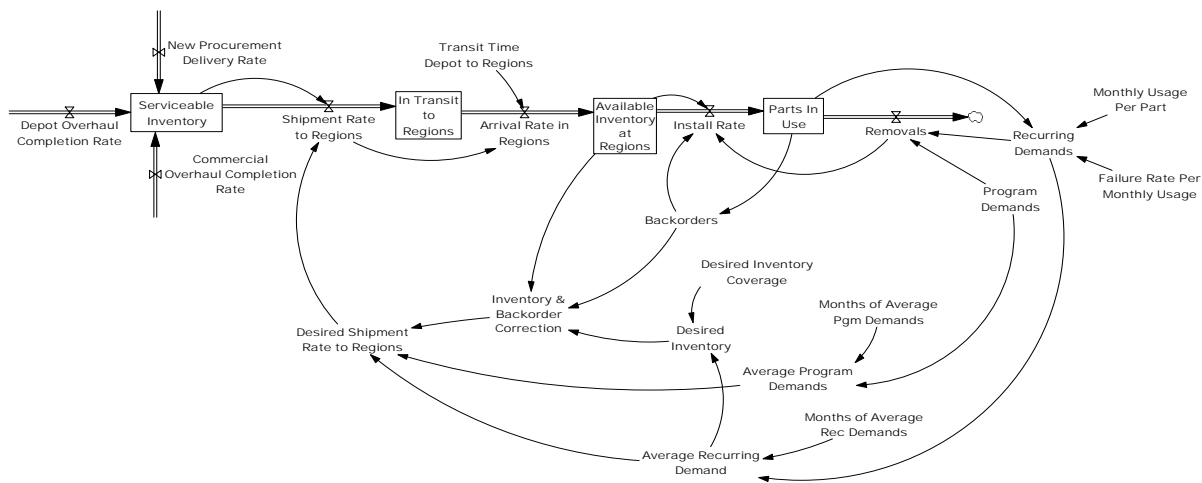 New Procurement
Delivery Rate
Serviceable
Inventory
Depot Overhaul
Completion Rate
Commercial
Overhaul Completion
Rate
Shipment Rate
to Regions
In Transit
to
Regions
Transit Time
Depot to Regions
Arrival Rate in
Regions
Available
Inventory
at
Regions
Install Rate
Parts In
Use
Removals
Recurring
Demands
Monthly Usage
Per Part
Failure Rate Per
Monthly Usage
Program
Demands
Backorders
Desired Inventory
Coverage
Inventory &
Backorder
Correction
Desired Shipment
Rate to Regions
Desired
Inventory
Months of Average
Pgm Demands
Average Program
Demands
Months of Average
Rec Demands
Average Recurring
Demand